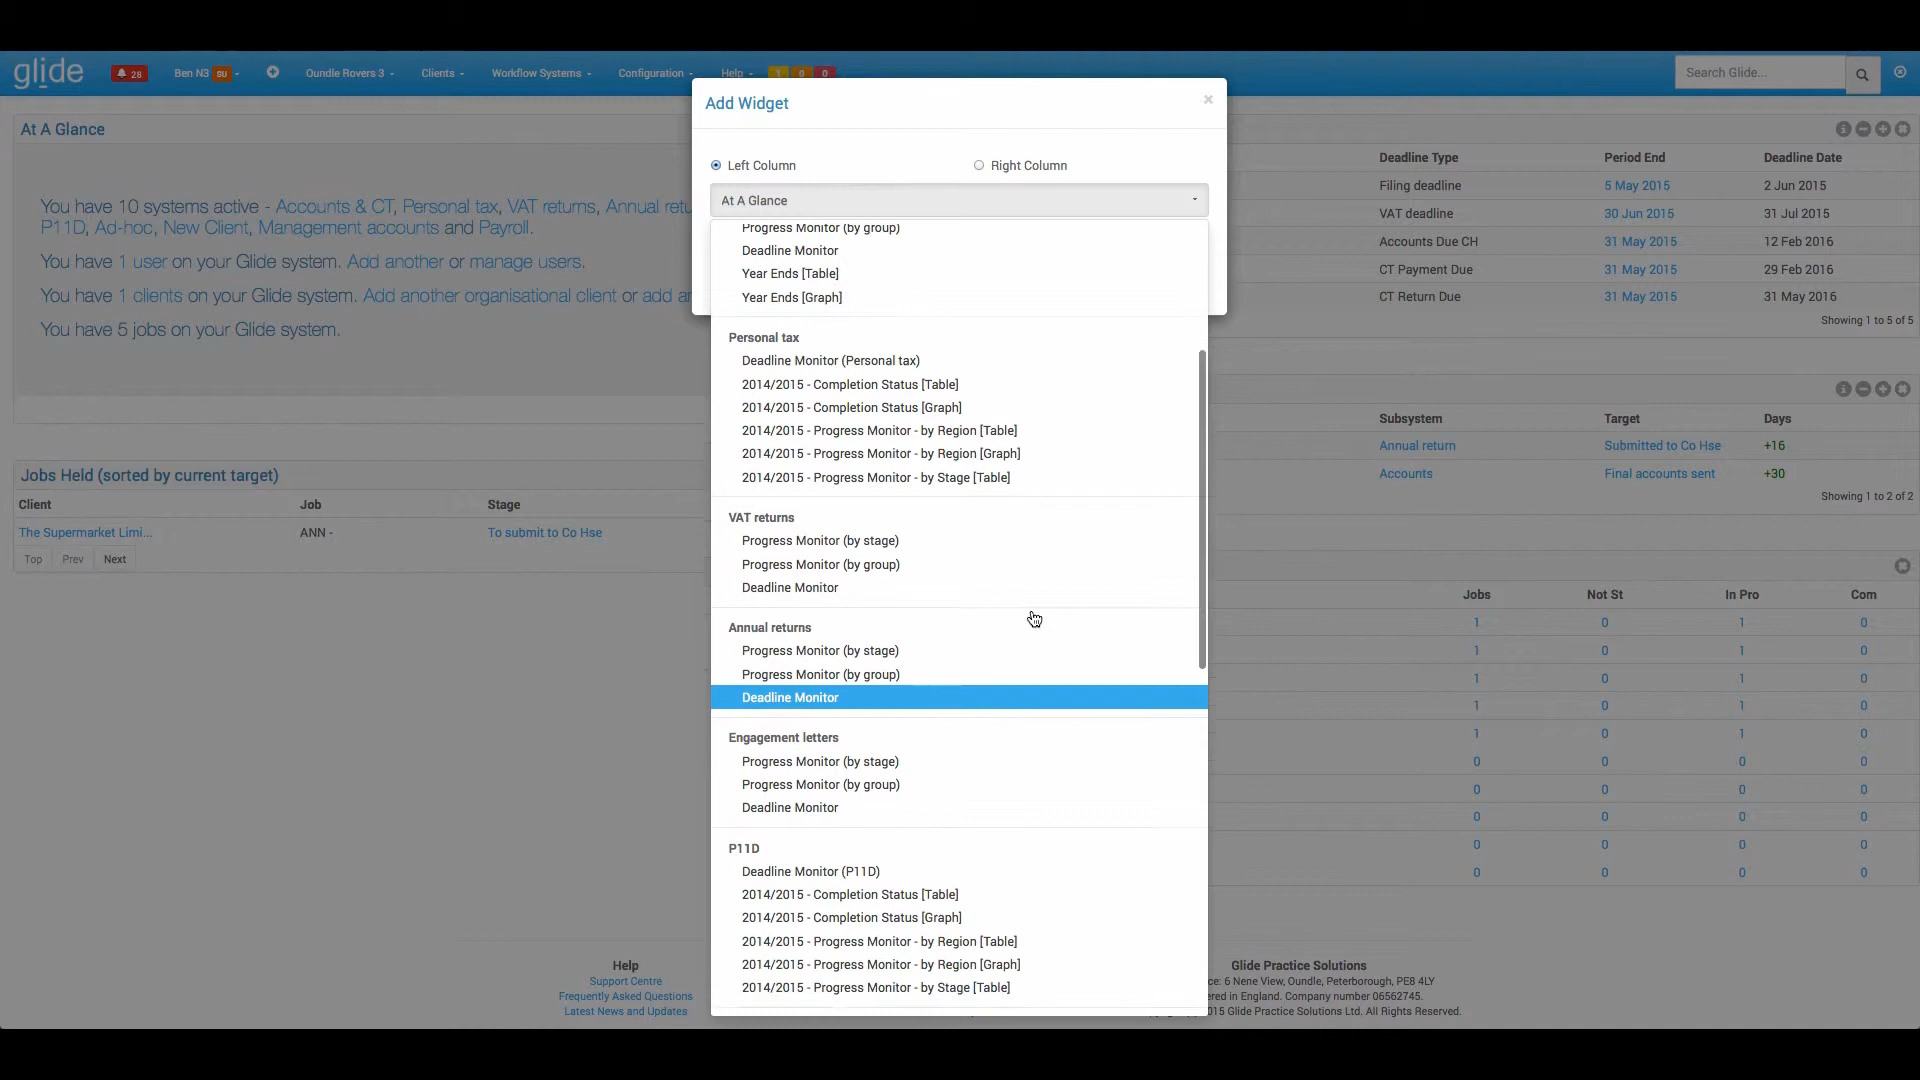 glide
28
Ben N3 SU
Oundle Rovers 3
Clients
Workflow Systems
Configuration
Help
1 0 0
Search Glide...
Add Widget
×
Left Column
Right Column
At A Glance
Progress Monitor (by group)
Deadline Monitor
Year Ends [Table]
Year Ends [Graph]
Personal tax
Deadline Monitor (Personal tax)
2014/2015 - Completion Status [Table]
2014/2015 - Completion Status [Graph]
2014/2015 - Progress Monitor - by Region [Table]
2014/2015 - Progress Monitor - by Region [Graph]
2014/2015 - Progress Monitor - by Stage [Table]
VAT returns
Progress Monitor (by stage)
Progress Monitor (by group)
Deadline Monitor
Annual returns
Progress Monitor (by stage)
Progress Monitor (by group)
Deadline Monitor
Engagement letters
Progress Monitor (by stage)
Progress Monitor (by group)
Deadline Monitor
P11D
Deadline Monitor (P11D)
2014/2015 - Completion Status [Table]
2014/2015 - Completion Status [Graph]
2014/2015 - Progress Monitor - by Region [Table]
2014/2015 - Progress Monitor - by Region [Graph]
2014/2015 - Progress Monitor - by Stage [Table]
At A Glance
You have 10 systems active - Accounts & CT, Personal tax, VAT returns, Annual retu
P11D, Ad-hoc, New Client, Management accounts and Payroll.
You have 1 user on your Glide system. Add another or manage users.
You have 1 clients on your Glide system. Add another organisational client or add an
You have 5 jobs on your Glide system.
Jobs Held (sorted by current target)
Client Job Stage
The Supermarket Limi... ANN - To submit to Co Hse
Top Prev Next
Deadline Type Period End Deadline Date
Filing deadline 5 May 2015 2 Jun 2015
VAT deadline 30 Jun 2015 31 Jul 2015
Accounts Due CH 31 May 2015 12 Feb 2016
CT Payment Due 31 May 2015 29 Feb 2016
CT Return Due 31 May 2015 31 May 2016
Showing 1 to 5 of 5
Subsystem Target Days
Annual return Submitted to Co Hse +16
Accounts Final accounts sent +30
Showing 1 to 2 of 2
Jobs Not St In Pro Com
1 0 1 0
1 0 1 0
1 0 1 0
1 0 1 0
1 0 1 0
0 0 0 0
0 0 0 0
0 0 0 0
0 0 0 0
0 0 0 0
Help
Support Centre
Frequently Asked Questions
Latest News and Updates
Glide Practice Solutions
ce: 6 Nene View, Oundle, Peterborough, PE8 4LY
ered in England. Company number 06562745.
015 Glide Practice Solutions Ltd. All Rights Reserved.